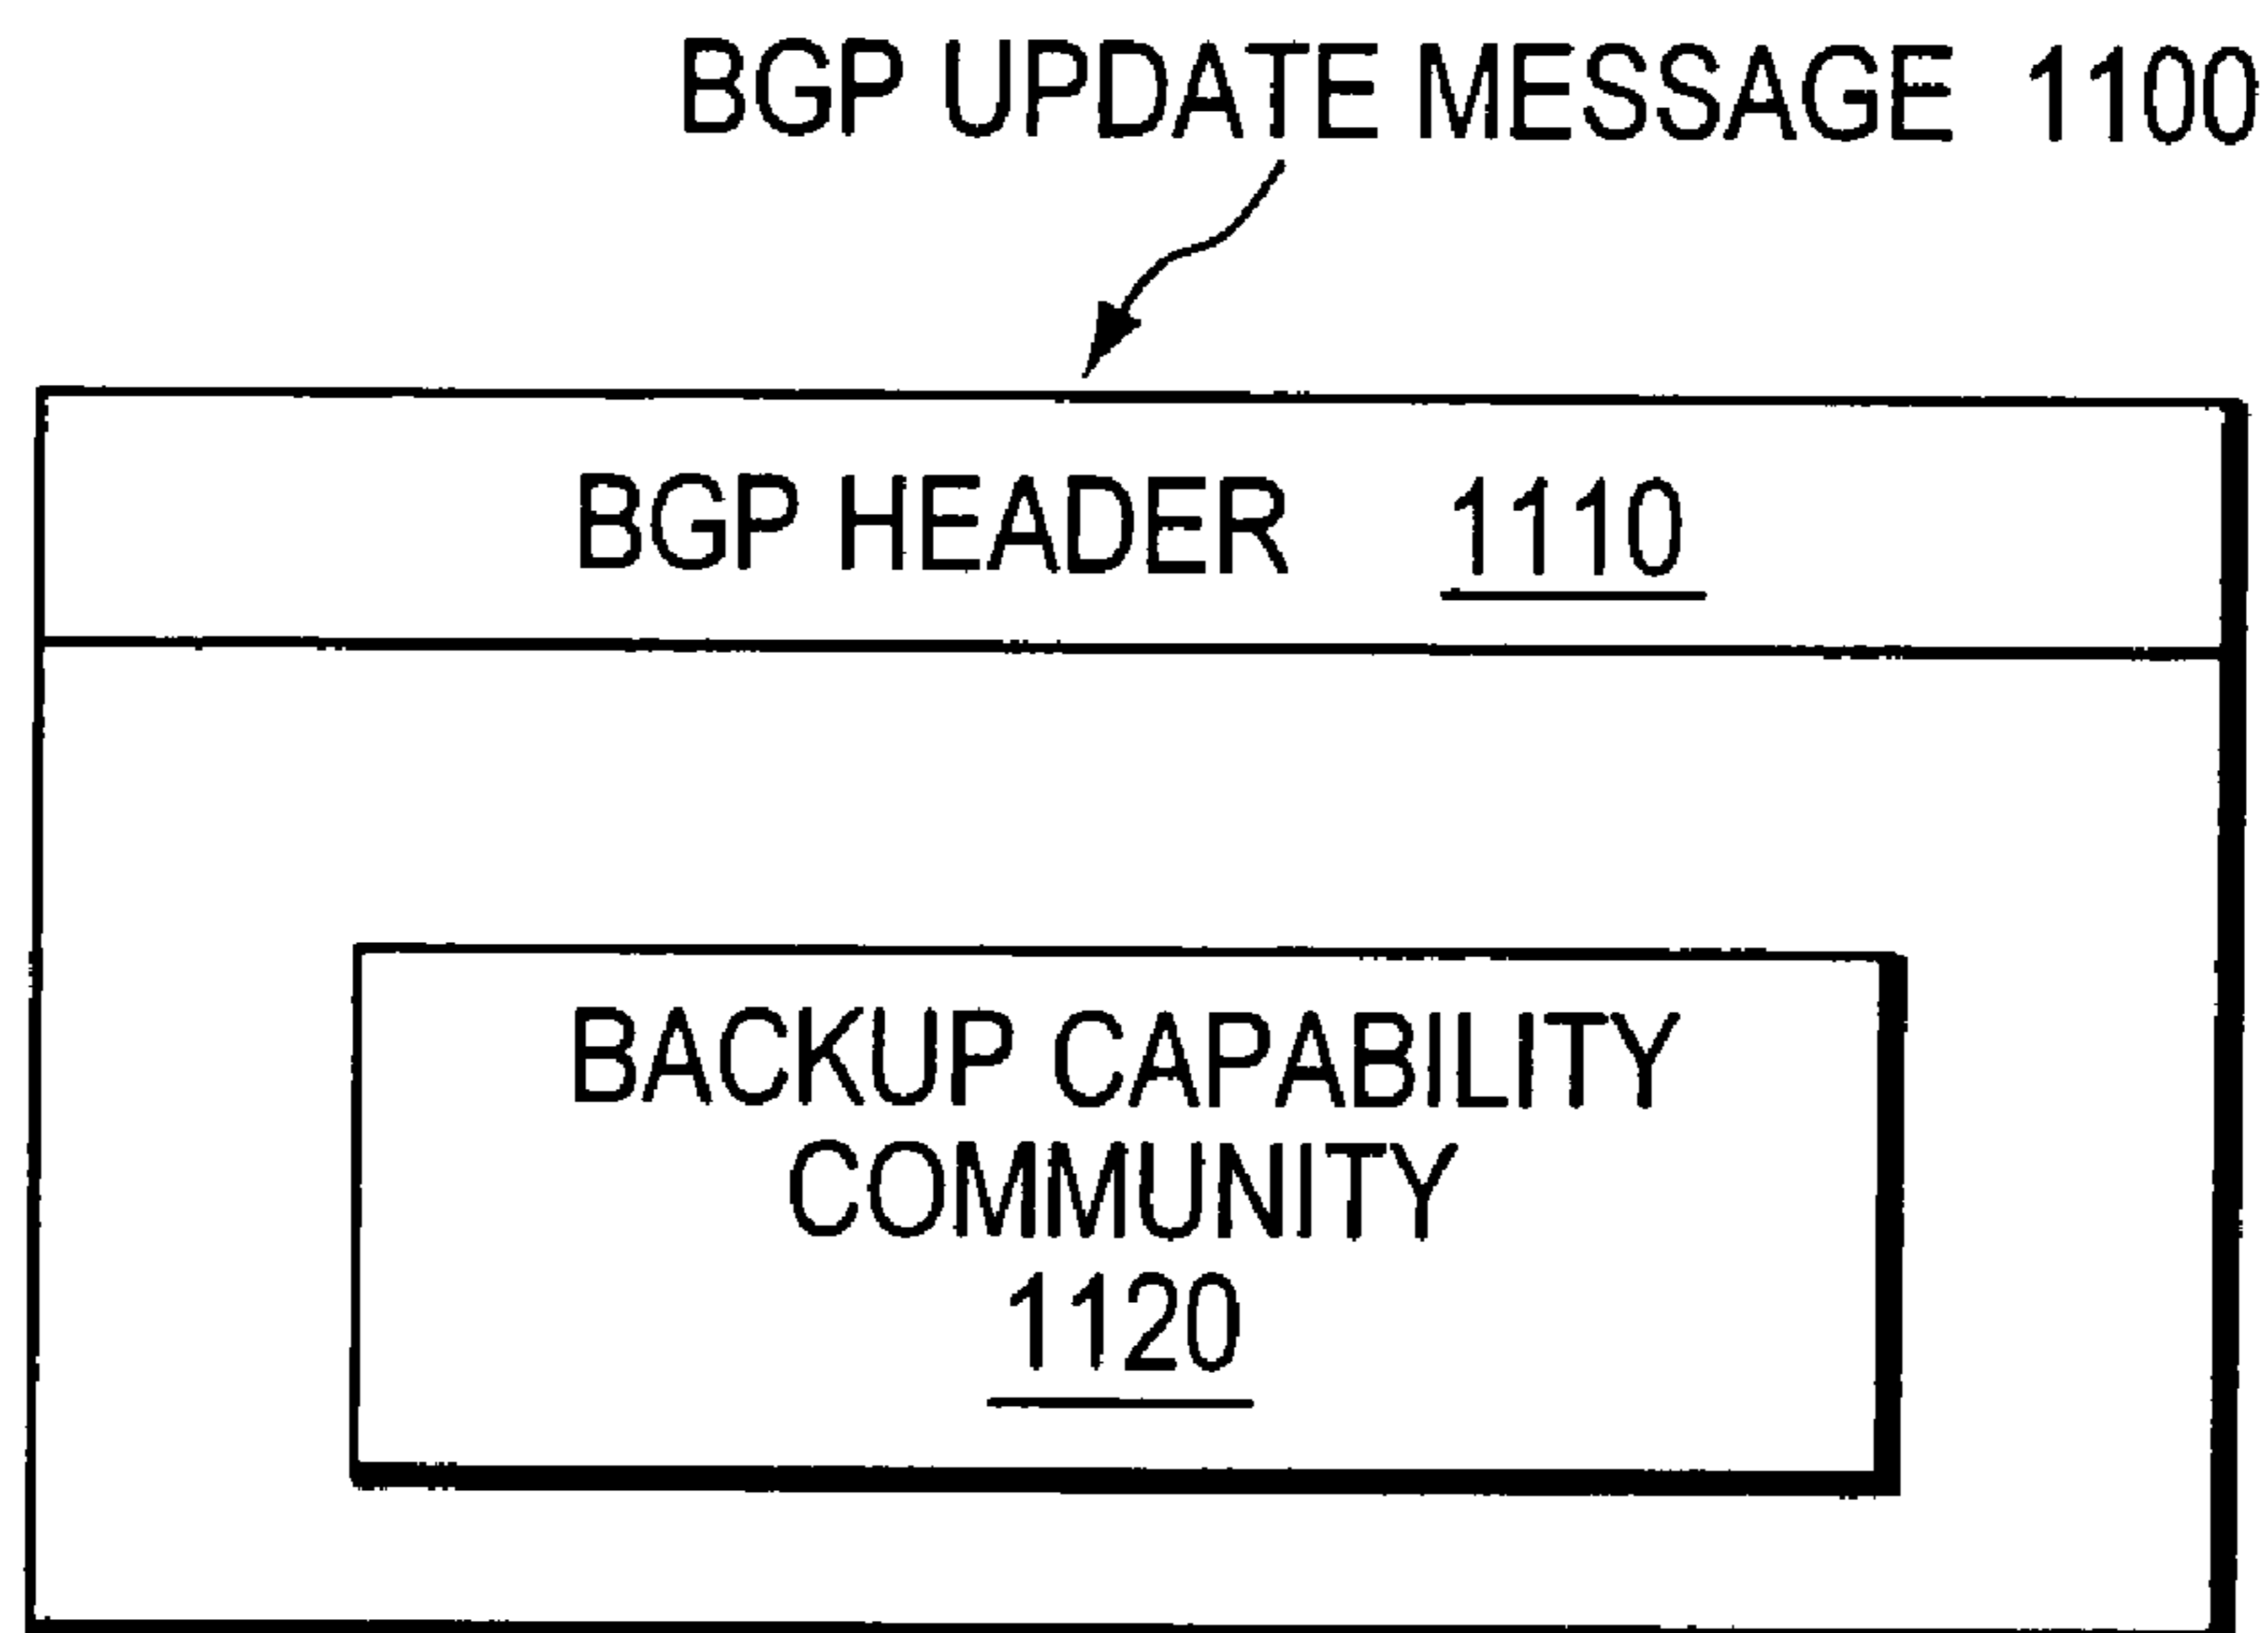 BGP UPDATE MESSAGE 1100
BGP HEADER 1110
BACKUP CAPABILITY
COMMUNITY
1120